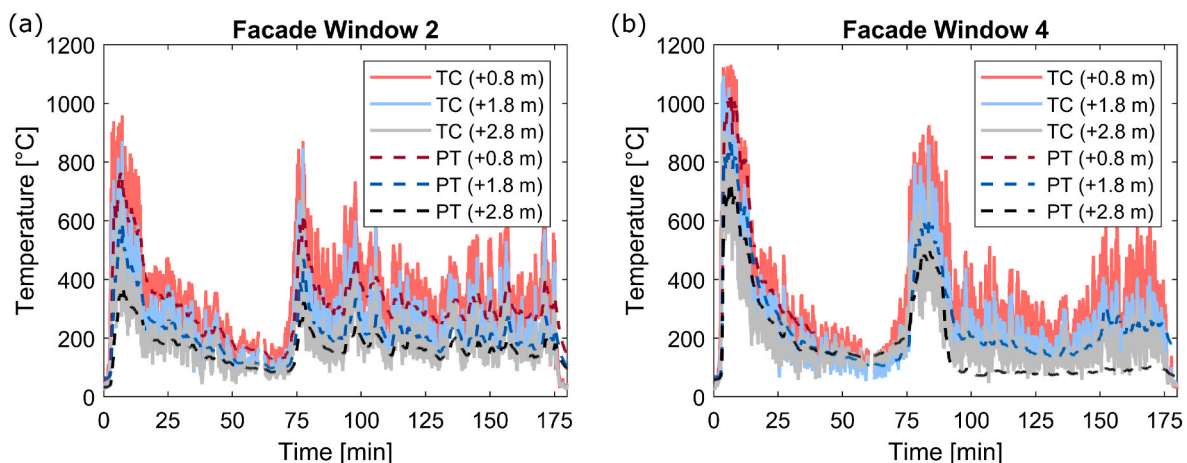 (a)
Facade Window 2
1200
1000
800
600
400
200
0
Temperature [°C]
TC (+0.8 m)
TC (+1.8 m)
TC (+2.8 m)
PT (+0.8 m)
PT (+1.8 m)
PT (+2.8 m)
0 25 50 75 100 125 150 175
Time [min]
(b)
Facade Window 4
1200
1000
800
600
400
200
0
Temperature [°C]
TC (+0.8 m)
TC (+1.8 m)
TC (+2.8 m)
PT (+0.8 m)
PT (+1.8 m)
PT (+2.8 m)
0 25 50 75 100 125 150 175
Time [min]